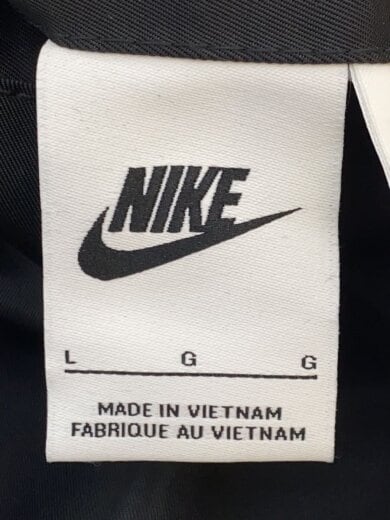 NIKE
L G G
MADE IN VIETNAM
FABRIQUE AU VIETNAM